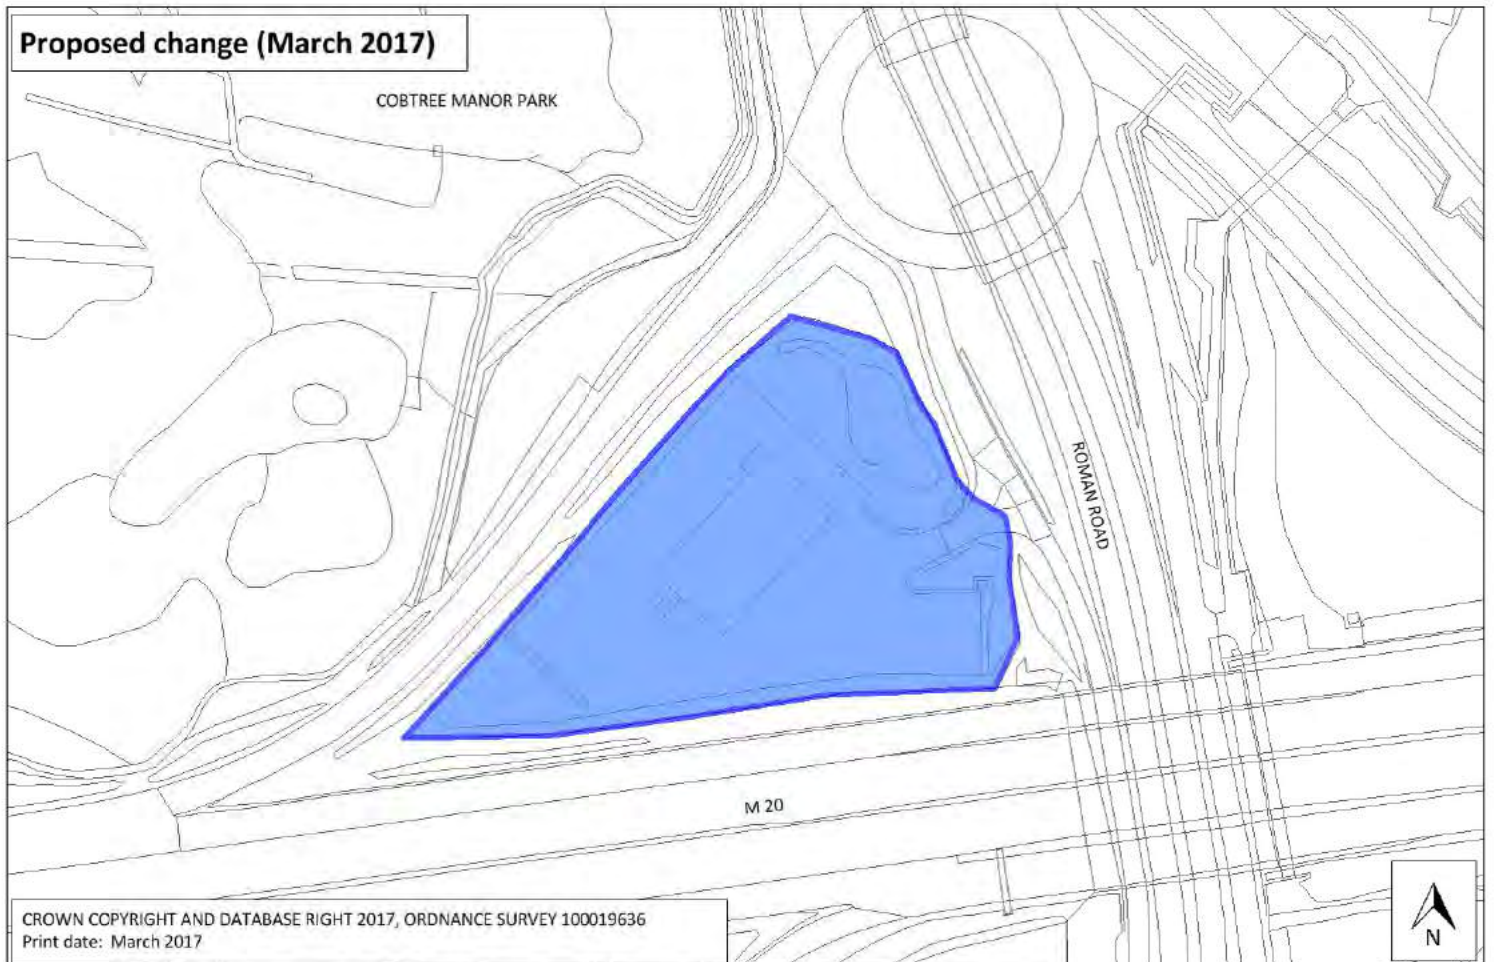 Proposed change (March 2017)
COBTREE MANOR PARK
ROMAN ROAD
M 20
CROWN COPYRIGHT AND DATABASE RIGHT 2017, ORDNANCE SURVEY 100019636
Print date: March 2017
N